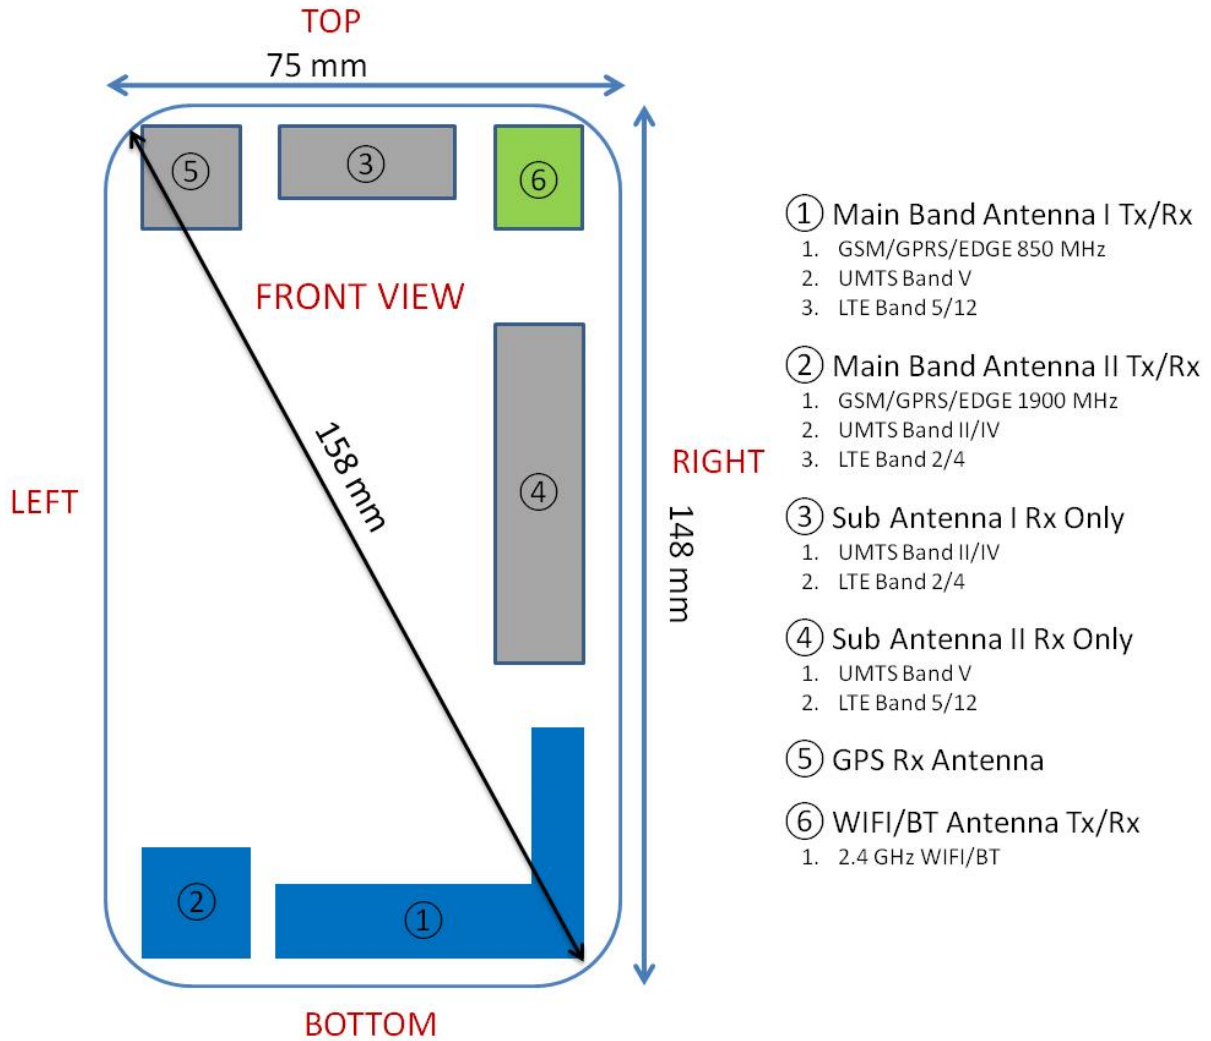 TOP
75 mm
⑤
③
⑥
FRONT VIEW
158 mm
④
LEFT
RIGHT
148 mm
②
①
BOTTOM
① Main Band Antenna I Tx/Rx
1. GSM/GPRS/EDGE 850 MHz
2. UMTS Band V
3. LTE Band 5/12
② Main Band Antenna II Tx/Rx
1. GSM/GPRS/EDGE 1900 MHz
2. UMTS Band II/IV
3. LTE Band 2/4
③ Sub Antenna I Rx Only
1. UMTS Band II/IV
2. LTE Band 2/4
④ Sub Antenna II Rx Only
1. UMTS Band V
2. LTE Band 5/12
⑤ GPS Rx Antenna
⑥ WIFI/BT Antenna Tx/Rx
1. 2.4 GHz WIFI/BT